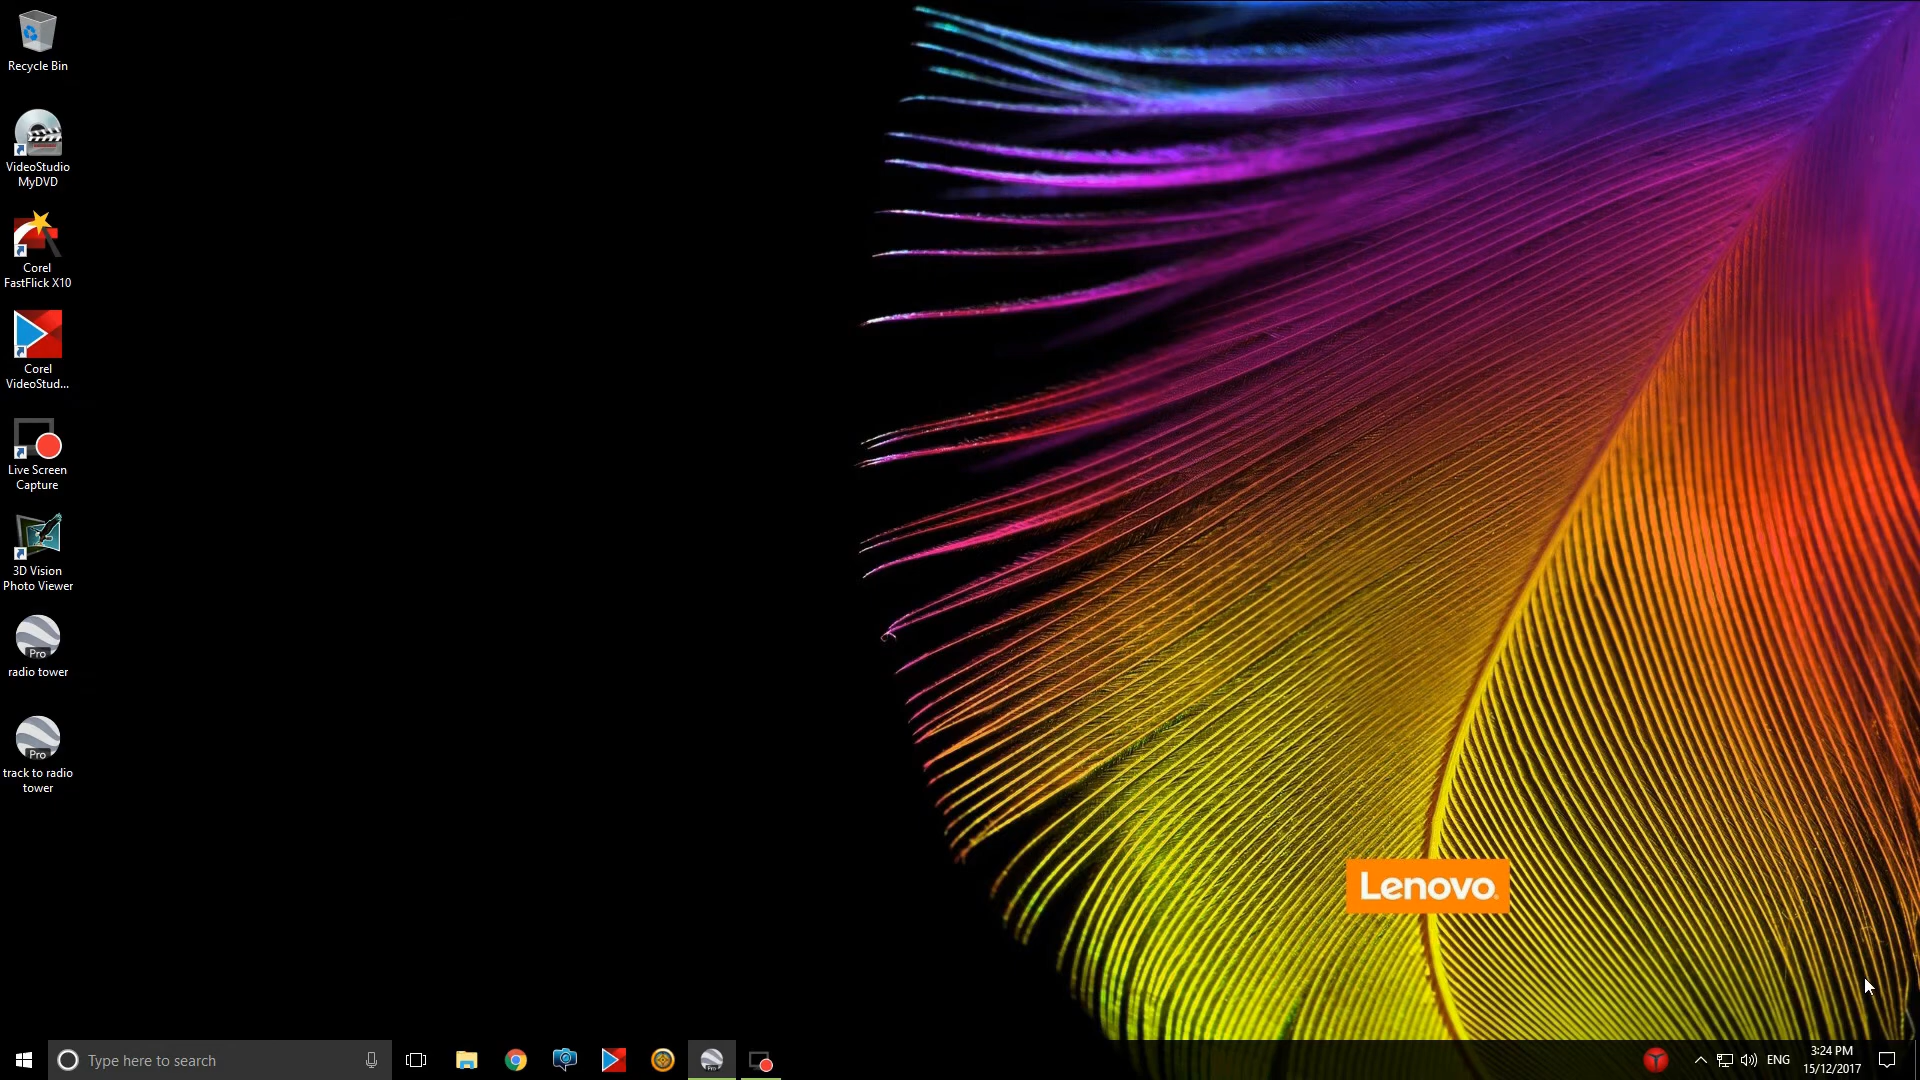 Recycle Bin
VideoStudio
MyDVD
Corel
FastFlick X10
Corel
VideoStud...
Live Screen
Capture
3D Vision
Photo Viewer
Pro
radio tower
Pro
track to radio
tower
Lenovo
Type here to search
Pro
ENG
3:24 PM
15/12/2017